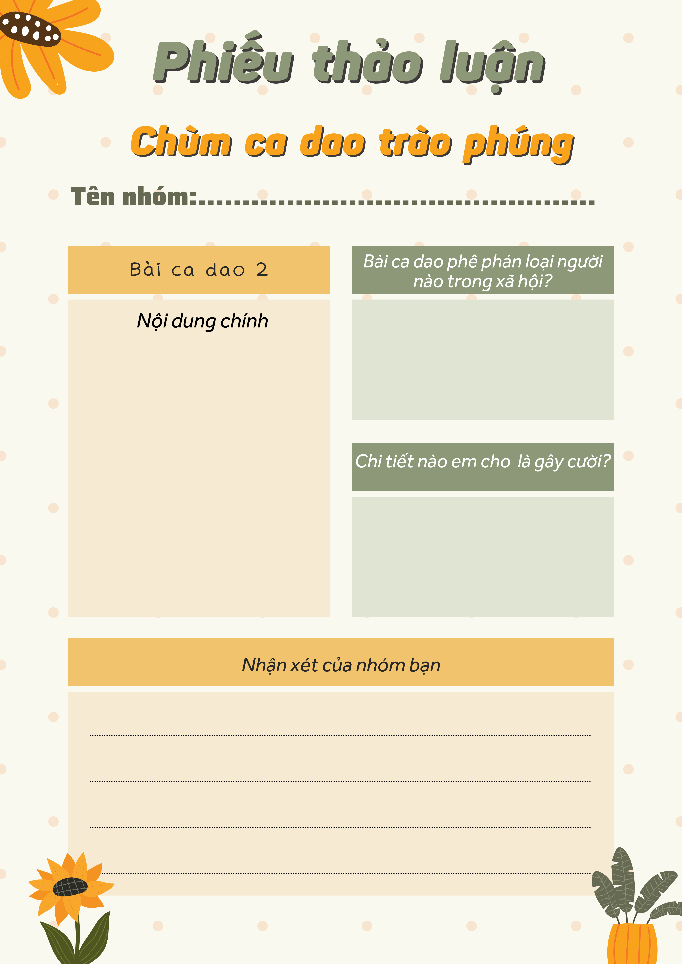 Phiếu thảo luận
Chùm ca dao trào phúng
Tên nhóm:.............................................
Bài ca dao 2
Nội dung chính
Bài ca dao phê phán loại người
nào trong xã hội?
Chi tiết nào em cho là gây cười?
Nhận xét của nhóm bạn